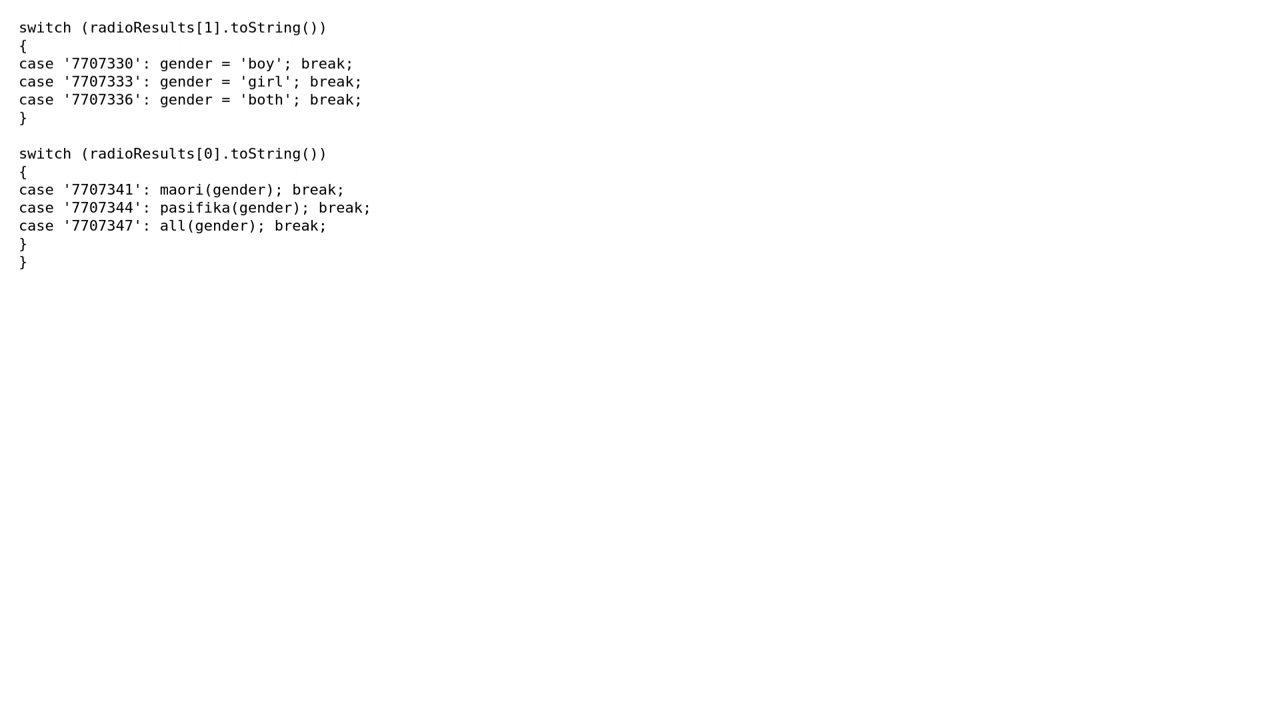 switch (radioResults[1].toString())
{
case '7707330': gender = 'boy'; break;
case '7707333': gender = 'girl'; break;
case '7707336': gender = 'both'; break;
}

switch (radioResults[0].toString())
{
case '7707341': maori(gender); break;
case '7707344': pasifika(gender); break;
case '7707347': all(gender); break;
}
}